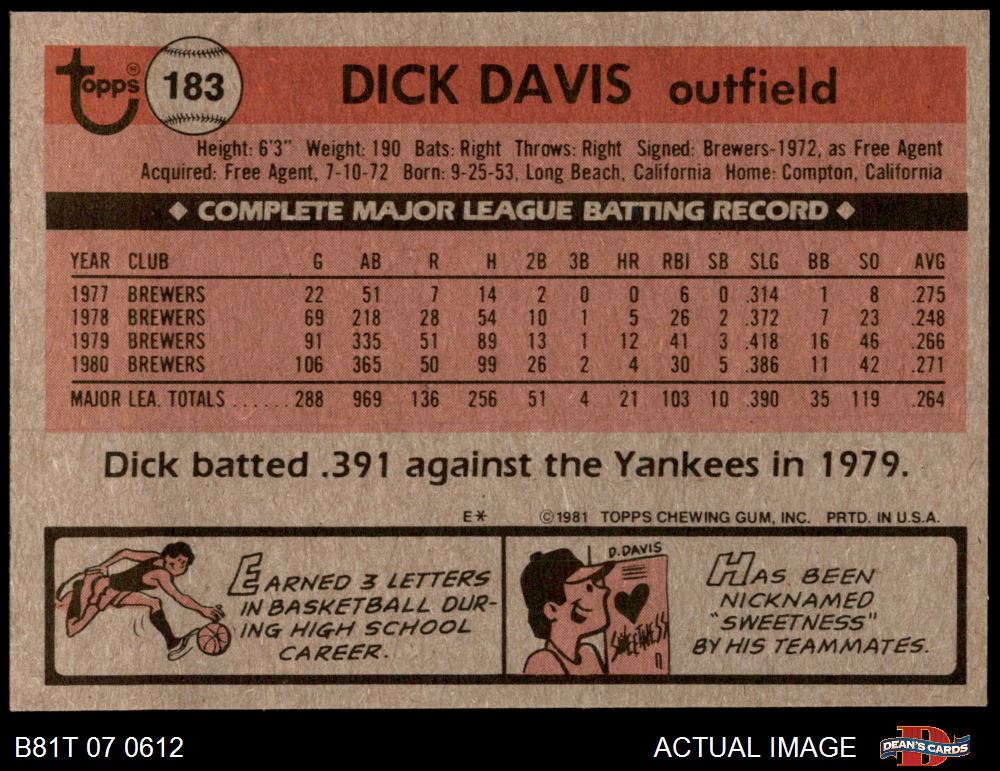 Topps® 183 DICK DAVIS outfield
Height: 6'3" Weight: 190 Bats: Right Throws: Right Signed: Brewers-1972, as Free Agent
Acquired: Free Agent, 7-10-72 Born: 9-25-53, Long Beach, California Home: Compton, California
◆ COMPLETE MAJOR LEAGUE BATTING RECORD ◆
YEAR CLUB G AB R H 2B 3B HR RBI SB SLG BB SO AVG
1977 BREWERS 22 51 7 14 2 0 0 6 0 .314 1 8 .275
1978 BREWERS 69 218 28 54 10 1 5 26 2 .372 7 23 .248
1979 BREWERS 91 335 51 89 13 1 12 41 3 .418 16 46 .266
1980 BREWERS 106 365 50 99 26 2 4 30 5 .386 11 42 .271
MAJOR LEA. TOTALS ...... 288 969 136 256 51 4 21 103 10 .390 35 119 .264
Dick batted .391 against the Yankees in 1979.
E* ©1981 TOPPS CHEWING GUM, INC. PRTD. IN U.S.A.
EARNED 3 LETTERS
IN BASKETBALL DUR-
ING HIGH SCHOOL
CAREER.
D. DAVIS
SWEETNESS
HAS BEEN
NICKNAMED
"SWEETNESS"
BY HIS TEAMMATES.
B81T 07 0612 ACTUAL IMAGE DEAN'S CARDS